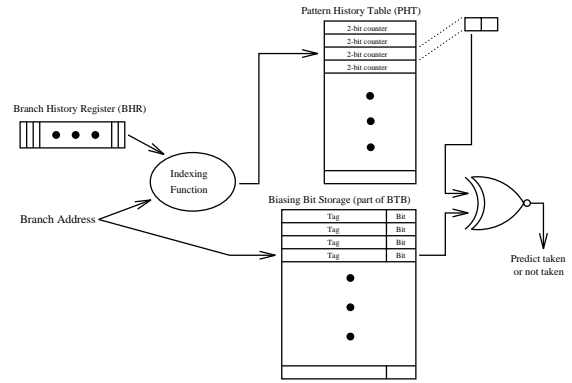 Pattern History Table (PHT)
2-bit counter
2-bit counter
2-bit counter
2-bit counter
Branch History Register (BHR)
Indexing
Function
Branch Address
Biasing Bit Storage (part of BTB)
Tag Bit
Tag Bit
Tag Bit
Tag Bit
Predict taken
or not taken